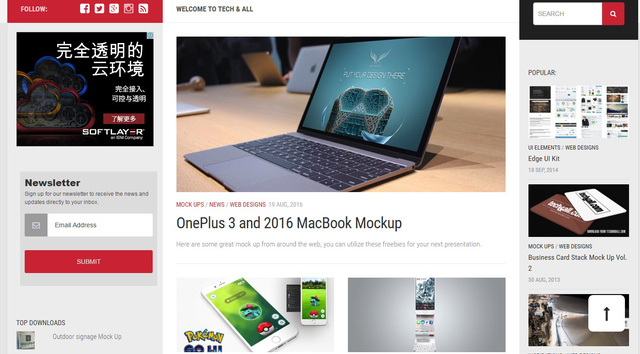 FOLLOW:
WELCOME TO TECH & ALL
SEARCH
完全透明的
云环境
完全接入、
可控与透明
了解更多
SOFTLAYER
an IBM Company
Newsletter
Sign up for our newsletter to receive the news and
updates directly to your inbox.
Email Address
SUBMIT
TOP DOWNLOADS
Outdoor signage Mock Up
PUT YOUR DESIGN THERE
MOCK UPS / NEWS / WEB DESIGNS 19 AUG, 2016
OnePlus 3 and 2016 MacBook Mockup
Here are some great mock up from around the web, you can utilize these freebies for your next presentation.
POKÉMON
GO UI
POPULAR:
UI ELEMENTS / WEB DESIGNS
Edge UI Kit
18 SEP, 2014
MOCK UPS / WEB DESIGNS
Business Card Stack Mock Up Vol.
2
30 AUG, 2013